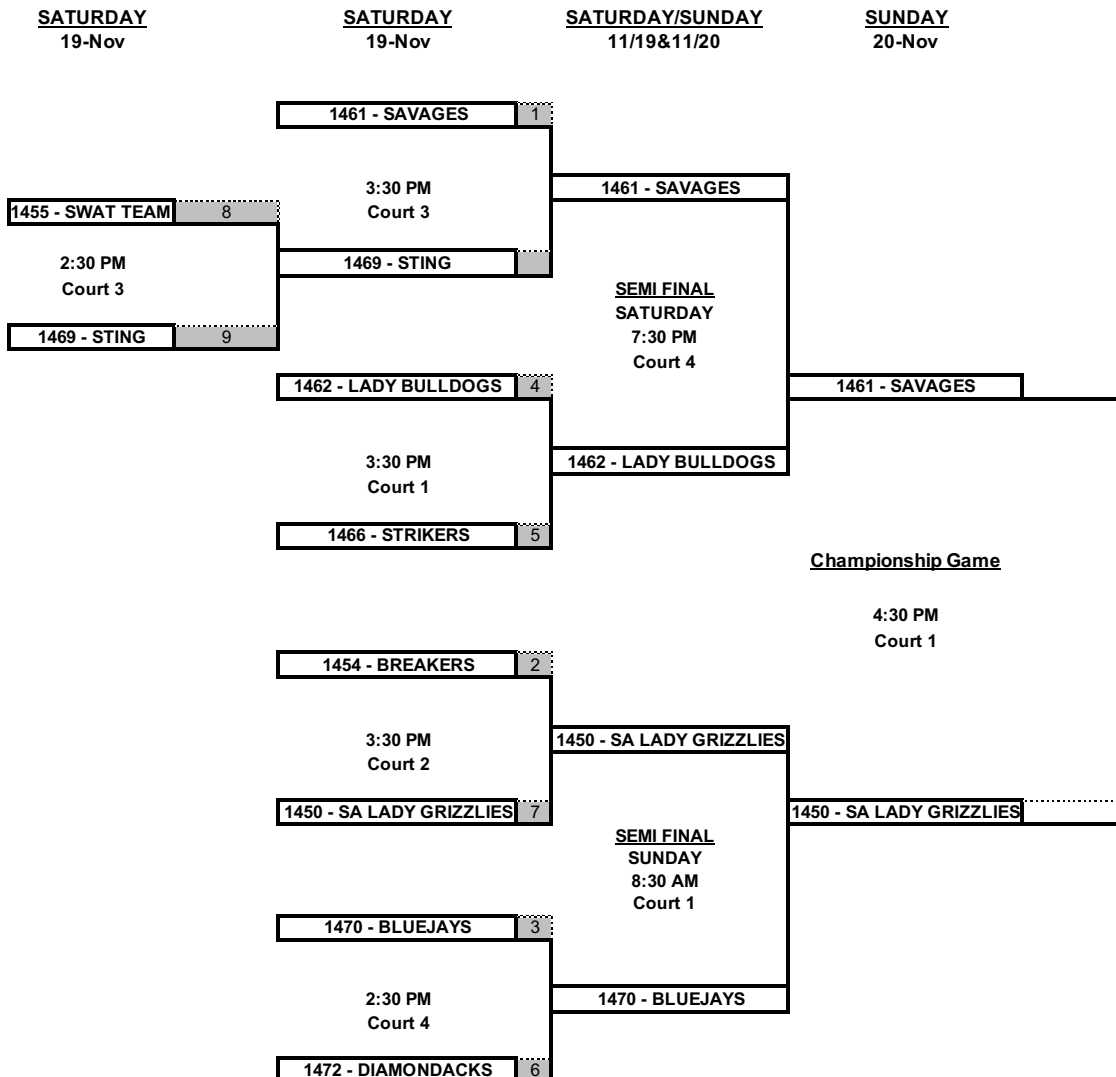 SATURDAY SATURDAY SATURDAY/SUNDAY SUNDAY
19-Nov 19-Nov 11/19&11/20 20-Nov
1461 - SAVAGES 1
3:30 PM
Court 3
1461 - SAVAGES
1455 - SWAT TEAM 8
2:30 PM
Court 3
1469 - STING
1469 - STING 9
SEMI FINAL
SATURDAY
7:30 PM
Court 4
1462 - LADY BULLDOGS 4
1461 - SAVAGES
3:30 PM
Court 1
1462 - LADY BULLDOGS
1466 - STRIKERS 5
Championship Game
4:30 PM
Court 1
1454 - BREAKERS 2
3:30 PM
Court 2
1450 - SA LADY GRIZZLIES
1450 - SA LADY GRIZZLIES 7
1450 - SA LADY GRIZZLIES
SEMI FINAL
SUNDAY
8:30 AM
Court 1
1470 - BLUEJAYS 3
2:30 PM
Court 4
1470 - BLUEJAYS
1472 - DIAMONDACKS 6